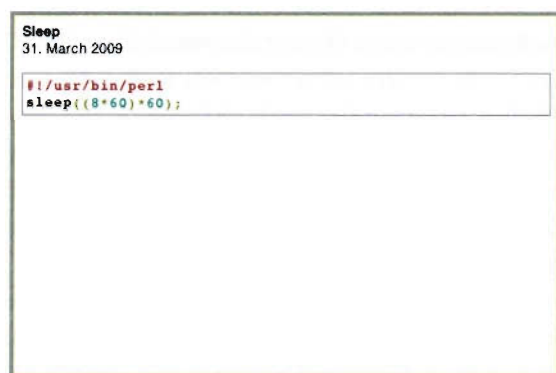 Sleep
31. March 2009
#!/usr/bin/perl
sleep((8*60)*60);